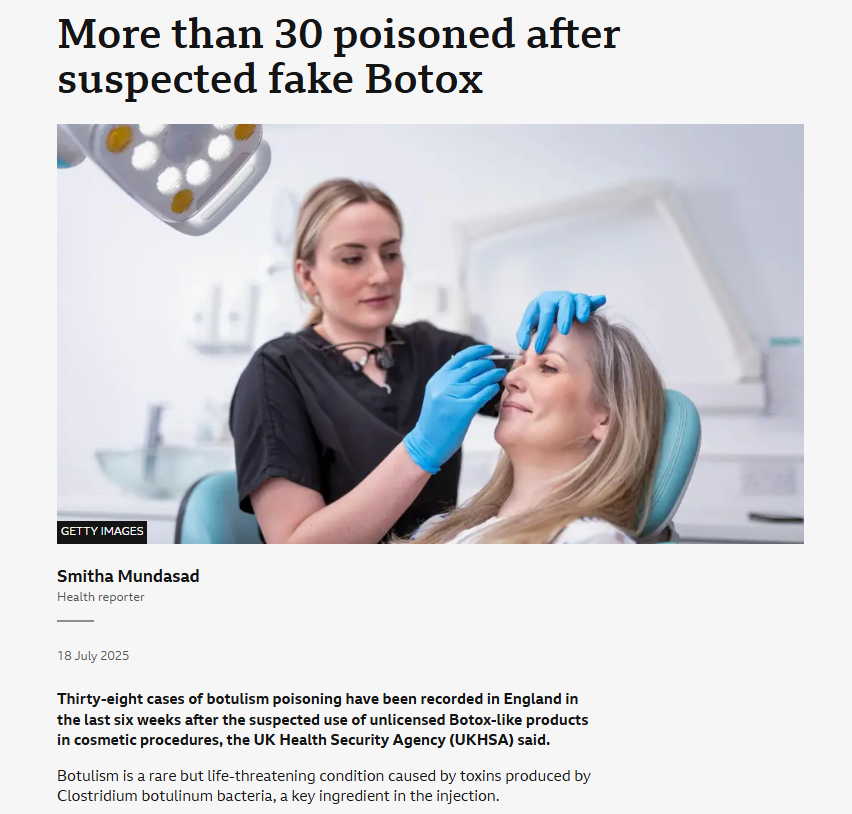 More than 30 poisoned after
suspected fake Botox
GETTY IMAGES
Smitha Mundasad
Health reporter
18 July 2025
Thirty-eight cases of botulism poisoning have been recorded in England in
the last six weeks after the suspected use of unlicensed Botox-like products
in cosmetic procedures, the UK Health Security Agency (UKHSA) said.
Botulism is a rare but life-threatening condition caused by toxins produced by
Clostridium botulinum bacteria, a key ingredient in the injection.